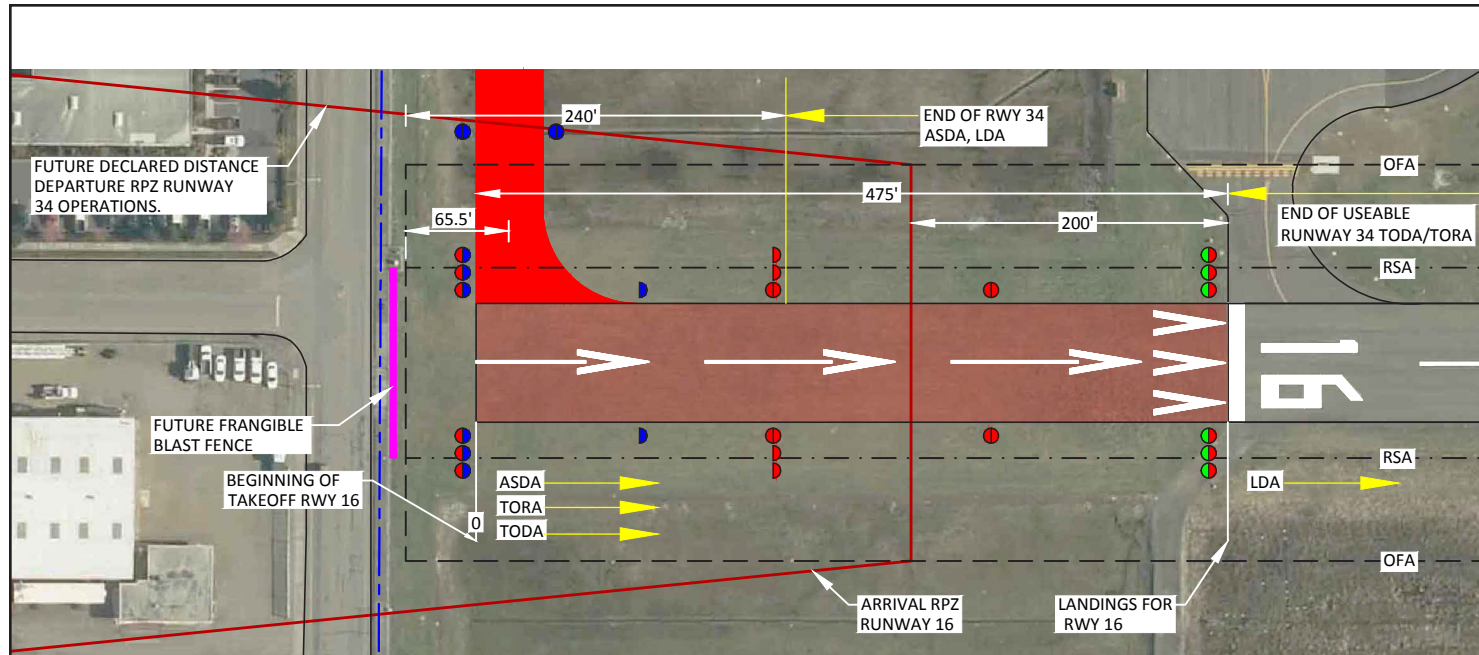 240'
END OF RWY 34
ASDA, LDA
FUTURE DECLARED DISTANCE
DEPARTURE RPZ RUNWAY
34 OPERATIONS.
OFA
475'
65.5'
200'
END OF USEABLE
RUNWAY 34 TODA/TORA
RSA
16
FUTURE FRANGIBLE
BLAST FENCE
BEGINNING OF
TAKEOFF RWY 16
RSA
ASDA
LDA
TORA
0
TODA
OFA
ARRIVAL RPZ
RUNWAY 16
LANDINGS FOR
RWY 16